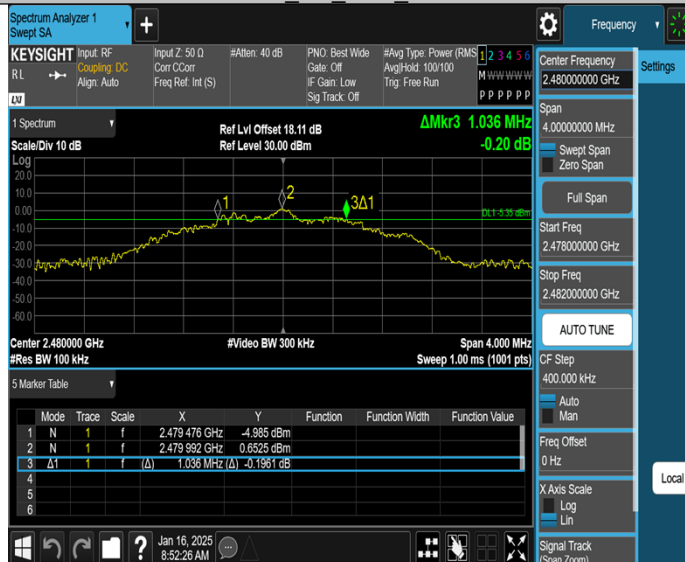 Spectrum Analyzer 1
Swept SA
+
Frequency
KEYSIGHT
RL
LXI
Input: RF
Coupling: DC
Align: Auto
Input Z: 50 Ω
Corr CCorr
Freq Ref: Int (S)
#Atten: 40 dB
PNO: Best Wide
Gate: Off
IF Gain: Low
Sig Track: Off
#Avg Type: Power (RMS
Avg|Hold: 100/100
Trig: Free Run
1 2 3 4 5 6
M W W W W W
P P P P P P
Center Frequency
2.480000000 GHz
Settings
Span
4.00000000 MHz
Swept Span
Zero Span
Full Span
Start Freq
2.478000000 GHz
Stop Freq
2.482000000 GHz
AUTO TUNE
CF Step
400.000 kHz
Auto
Man
Freq Offset
0 Hz
X Axis Scale
Log
Lin
Signal Track
(Span Zoom)
Local
1 Spectrum
Scale/Div 10 dB
Ref Lvl Offset 18.11 dB
Ref Level 30.00 dBm
ΔMkr3 1.036 MHz
-0.20 dB
Log
20.0
10.0
0.00
-10.0
-20.0
-30.0
-40.0
-50.0
-60.0
1
2
3Δ1
DL1 -5.35 dBm
Center 2.480000 GHz
#Video BW 300 kHz
Span 4.000 MHz
#Res BW 100 kHz
Sweep 1.00 ms (1001 pts)
5 Marker Table
Mode Trace Scale X Y Function Function Width Function Value
1 N 1 f 2.479 476 GHz -4.985 dBm
2 N 1 f 2.479 992 GHz 0.6525 dBm
3 Δ1 1 f (Δ) 1.036 MHz (Δ) -0.1961 dB
4
5
6
?
Jan 16, 2025
8:52:26 AM